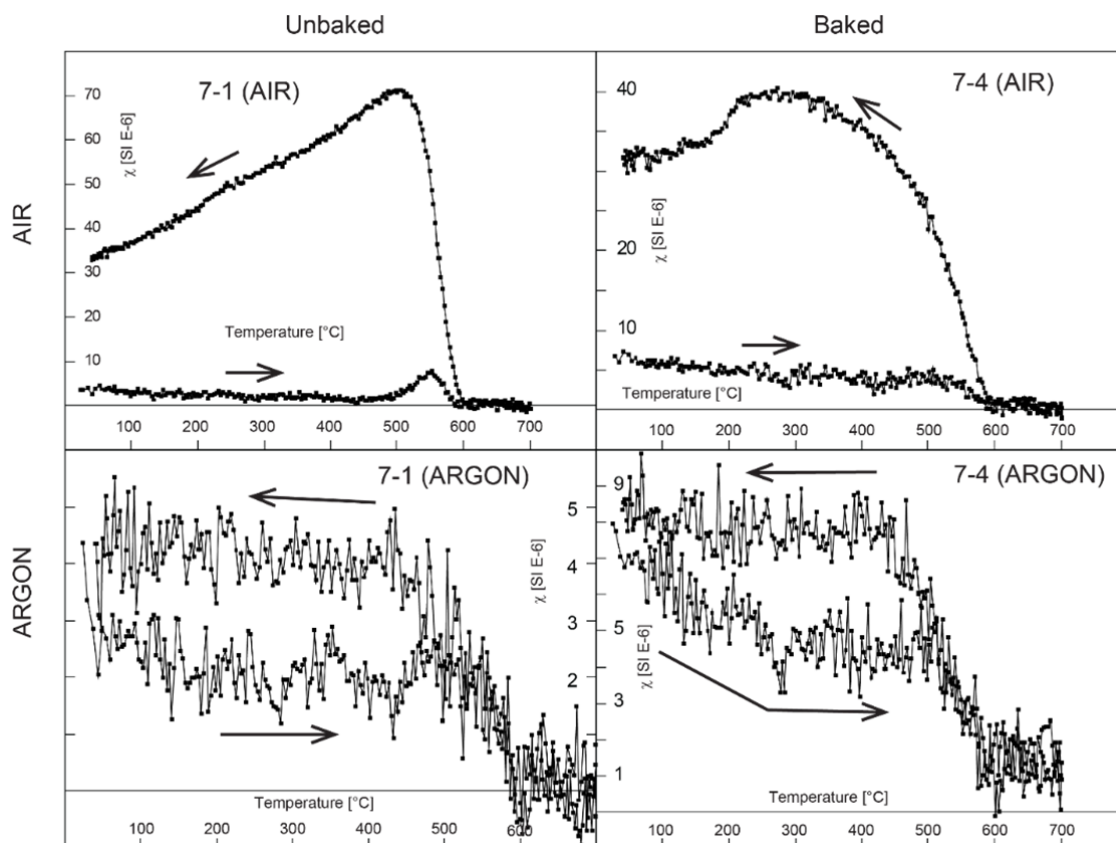 Unbaked
Baked
AIR
7-1 (AIR)
χ [SI E-6]
70
60
50
40
30
20
10
Temperature [°C]
100 200 300 400 500 600 700
7-4 (AIR)
χ [SI E-6]
40
20
10
Temperature [°C]
100 200 300 400 500 600 700
ARGON
7-1 (ARGON)
χ [SI E-6]
5
4
3
2
Temperature [°C]
100 200 300 400 500 600
7-4 (ARGON)
χ [SI E-6]
9
5
3
1
Temperature [°C]
100 200 300 400 500 600 700